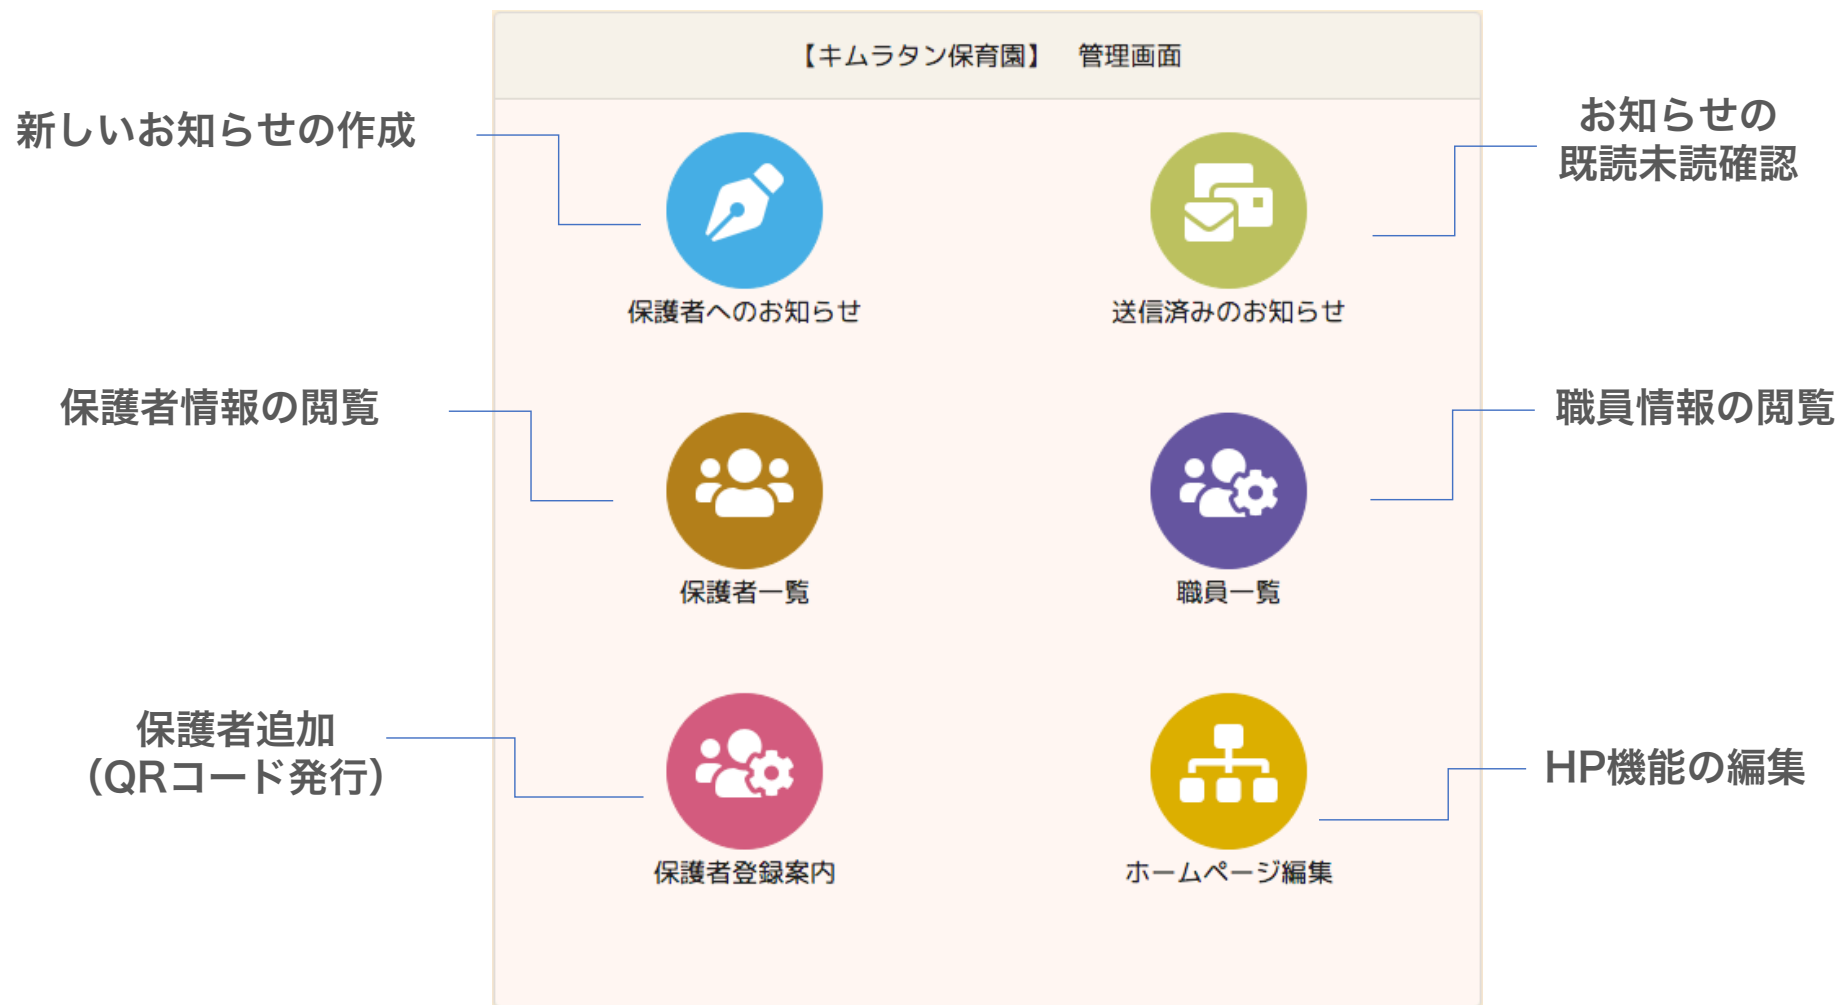 【キムラタン保育園】　管理画面
新しいお知らせの作成
お知らせの
既読未読確認
保護者へのお知らせ
送信済みのお知らせ
保護者情報の閲覧
職員情報の閲覧
保護者一覧
職員一覧
保護者追加
（QRコード発行）
HP機能の編集
保護者登録案内
ホームページ編集